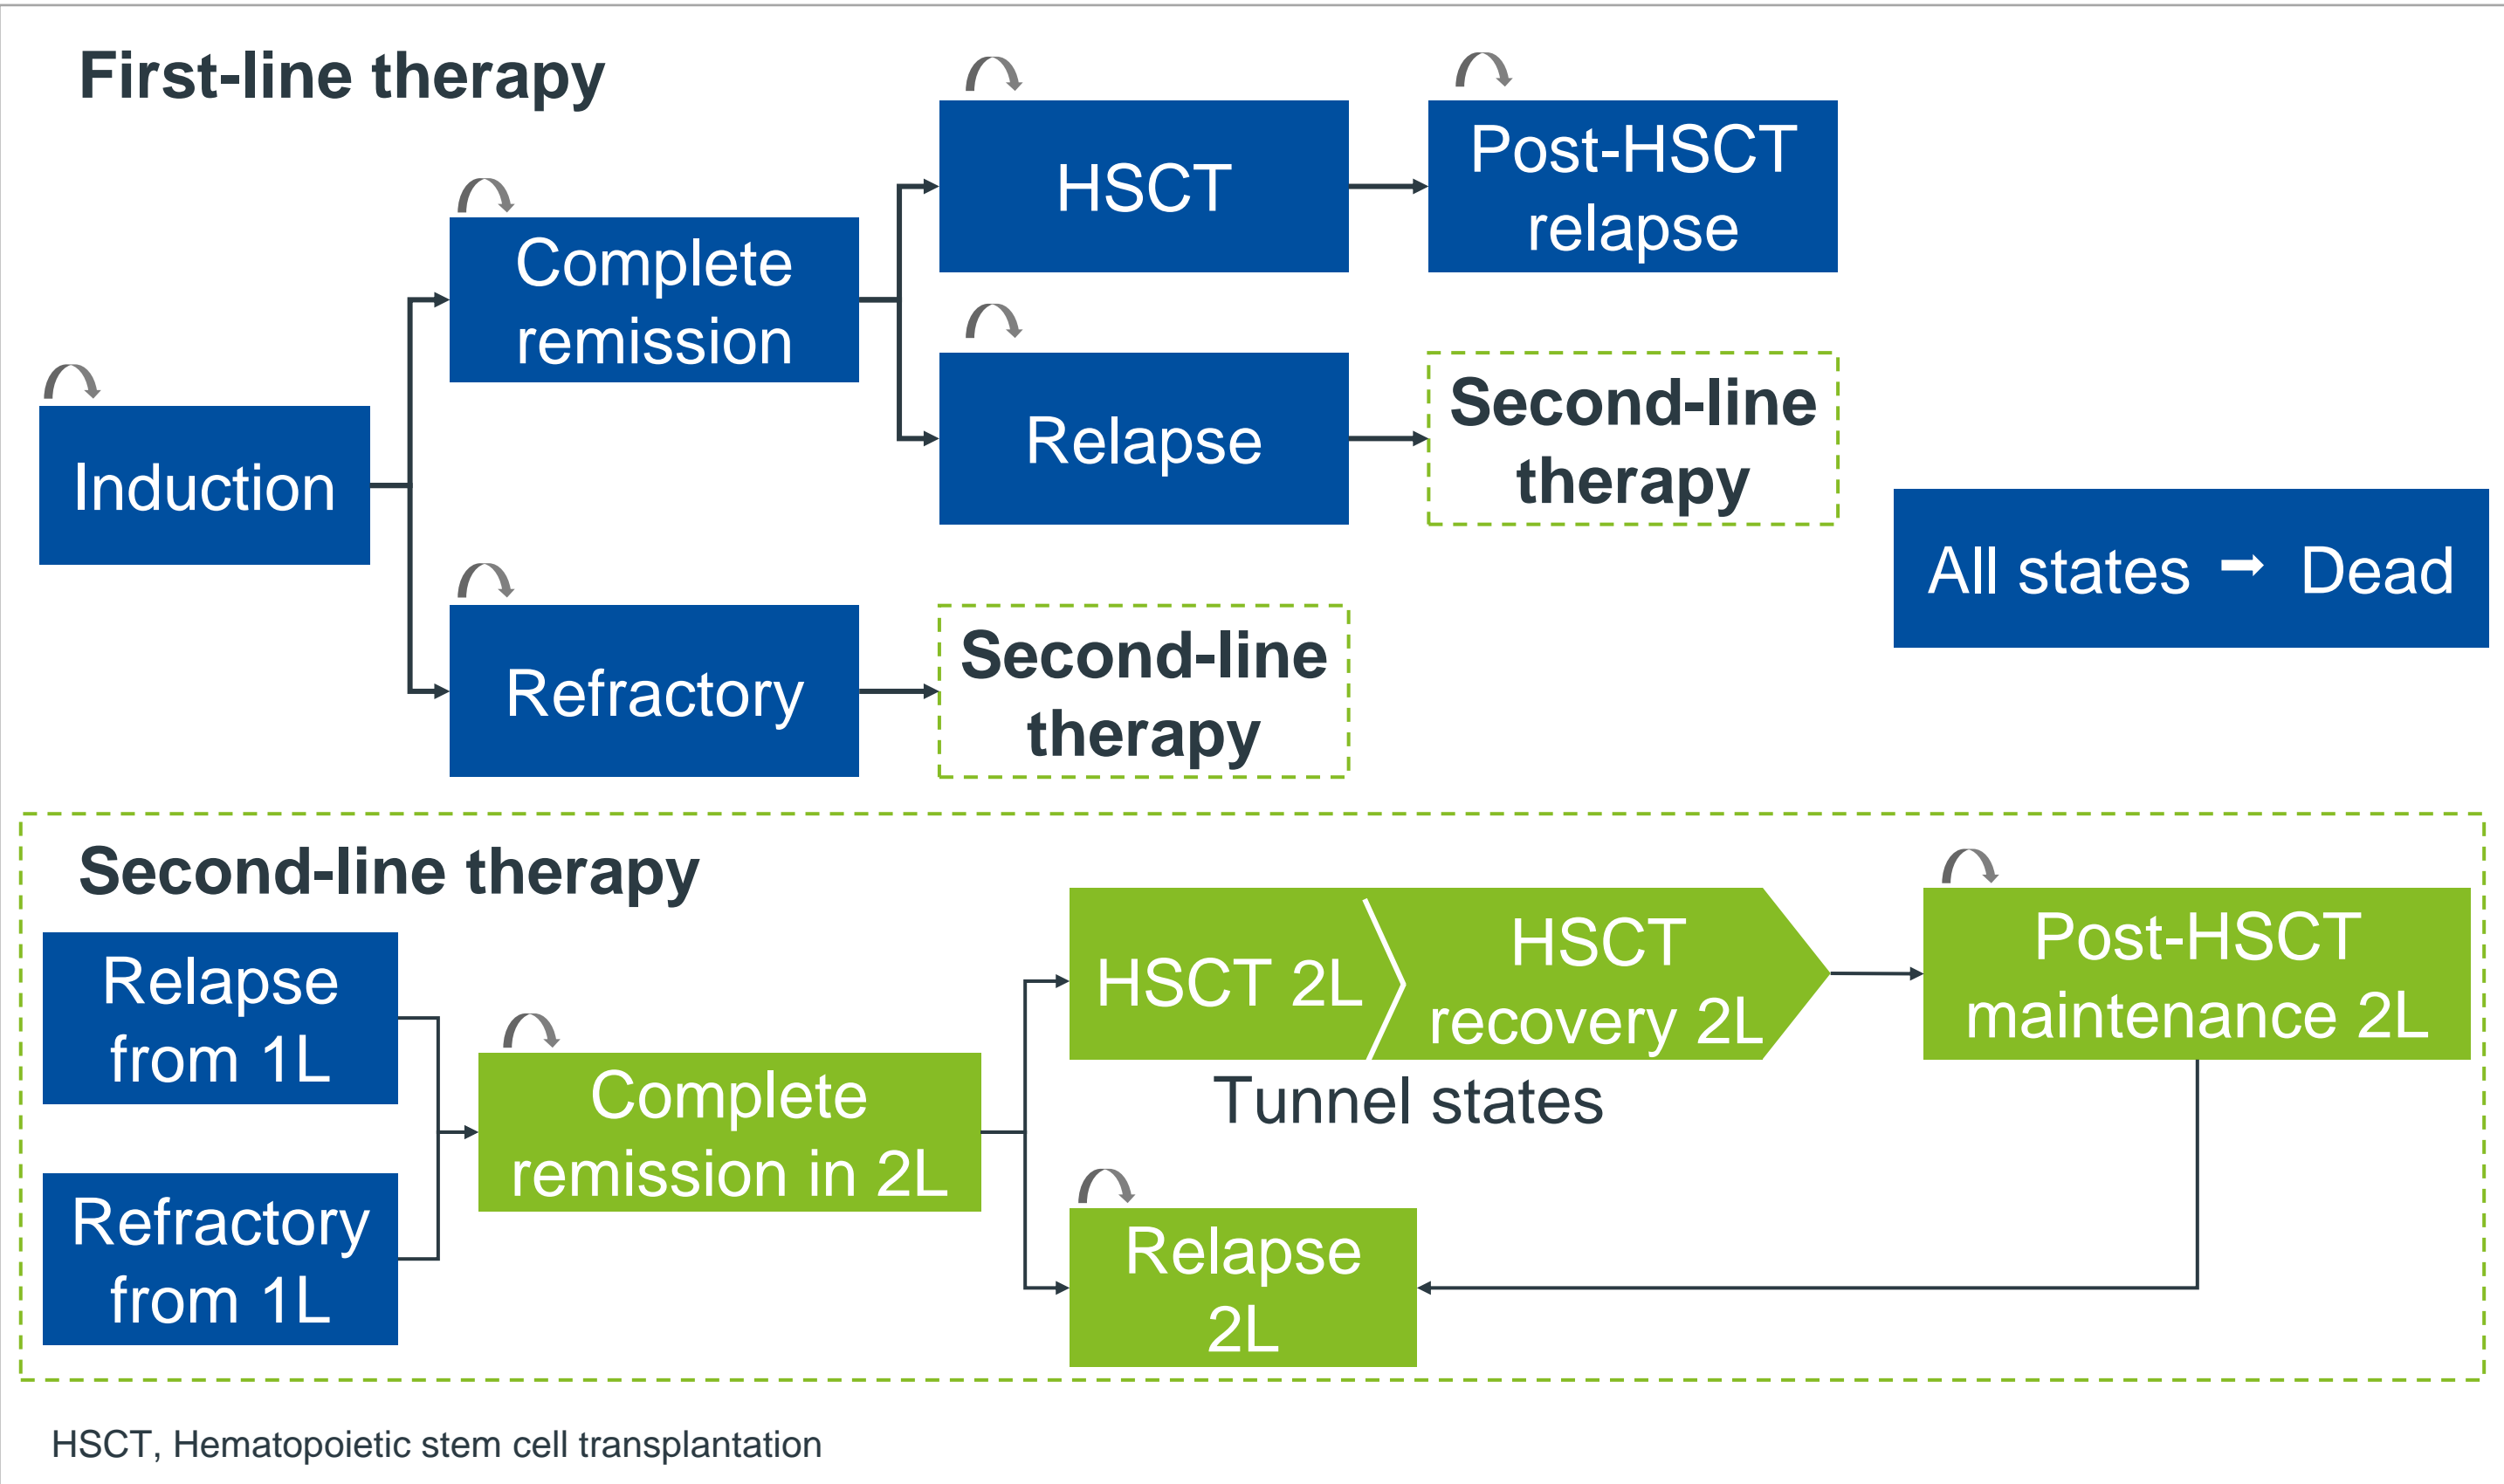 First-line therapy
HSCT
Post-HSCT
relapse
Complete
remission
Relapse
Second-line
therapy
Induction
All states → Dead
Refractory
Second-line
therapy
Second-line therapy
Relapse
from 1L
Refractory
from 1L
Complete
remission in 2L
HSCT 2L
HSCT
recovery 2L
Tunnel states
Post-HSCT
maintenance 2L
Relapse
2L
HSCT, Hematopoietic stem cell transplantation